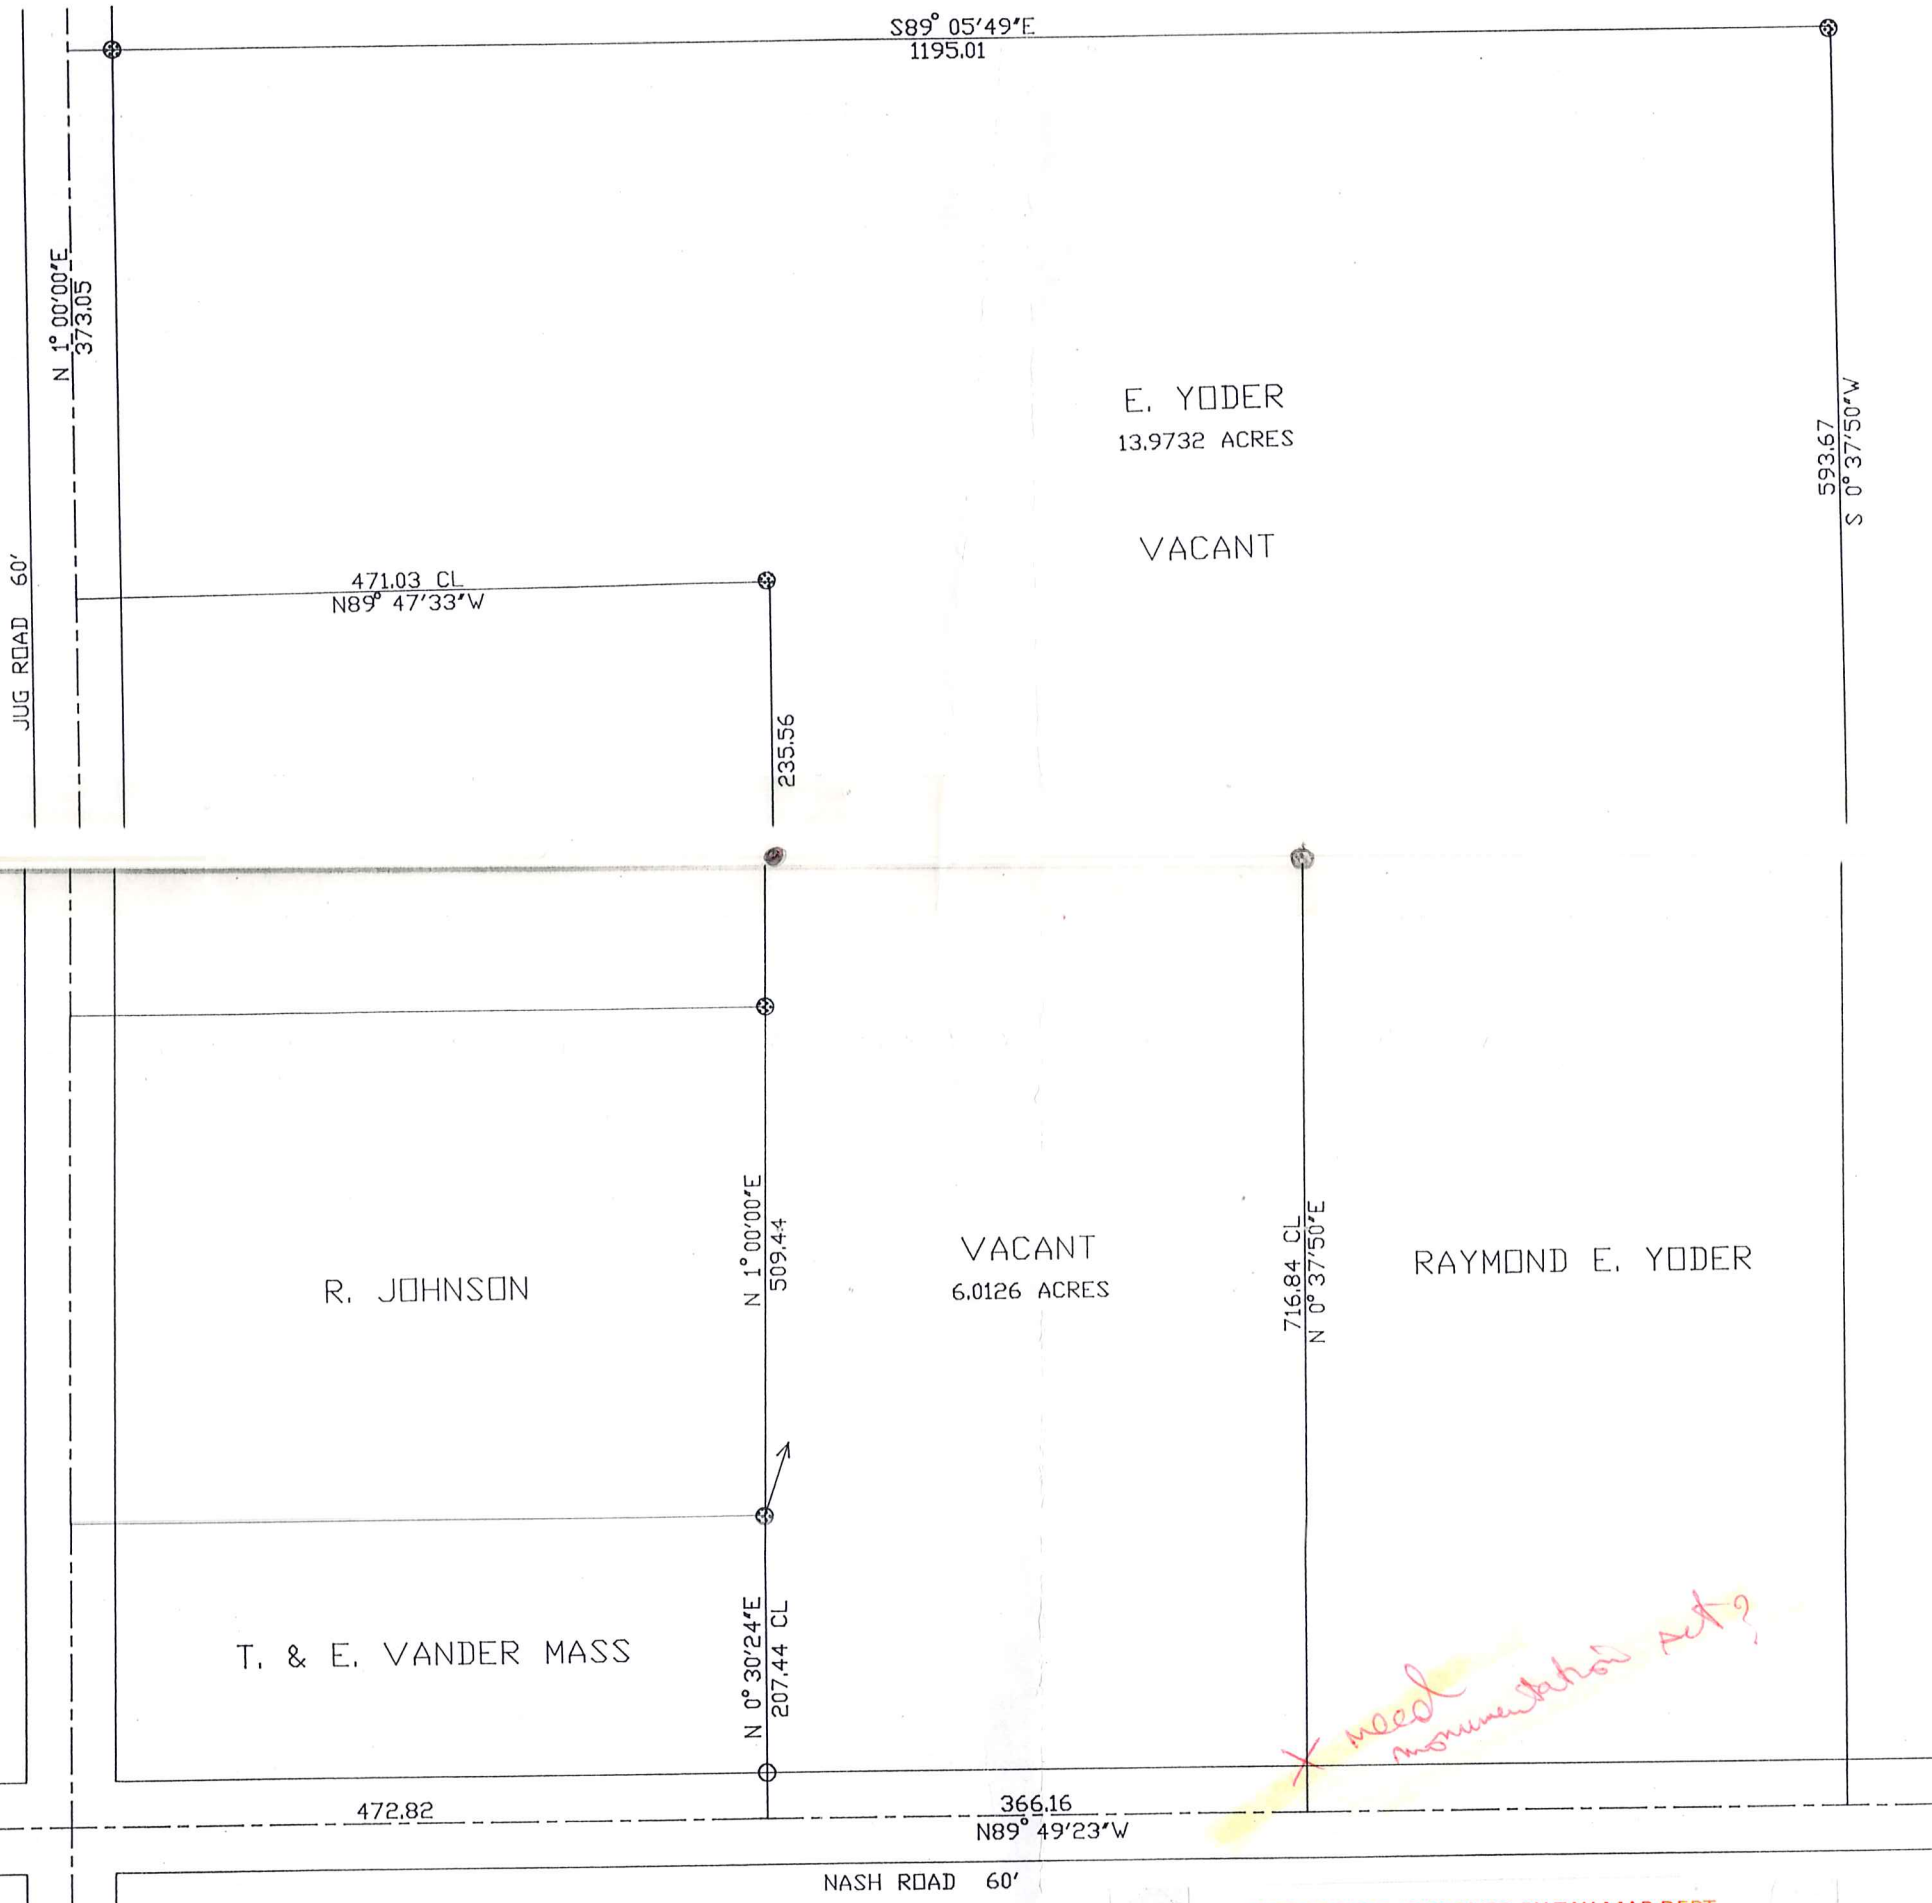 S89° 05'49"E
1195.01
N 1° 00'00"E
373.05
E. YODER
13.9732 ACRES
VACANT
593.67
S 0° 37'50"W
JUG ROAD 60'
471.03 CL
N89° 47'33"W
235.56
N 1° 00'00"E
509.44
VACANT
6.0126 ACRES
716.84 CL
N 0° 37'50"E
RAYMOND E. YODER
R. JOHNSON
T. & E. VANDER MASS
N 0° 30'24"E
207.44 CL
X need
monumentation set?
472.82
366.16
N89° 49'23"W
NASH ROAD 60'